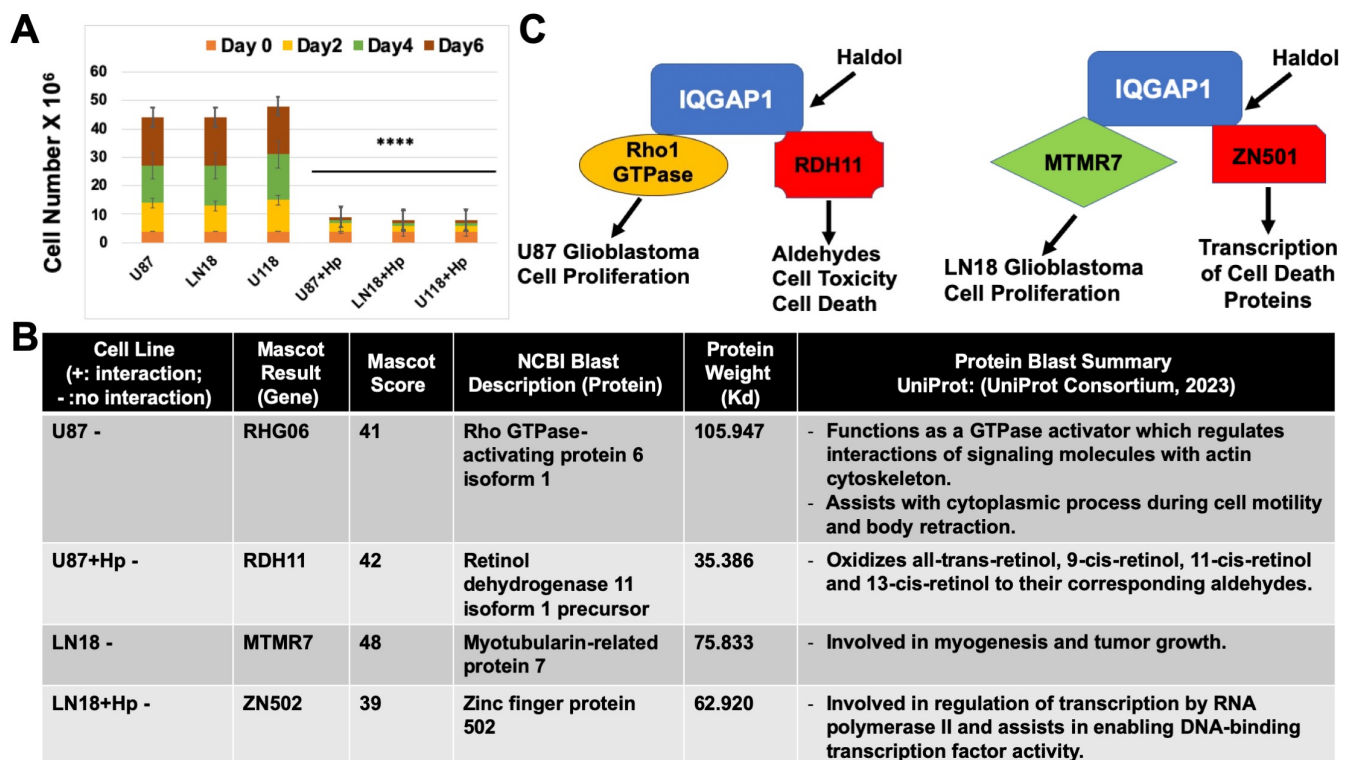 A
Day 0 Day2 Day4 Day6
Cell Number X 10⁶
60
50
40
30
20
10
0
****
U87
LN18
U118
U87+Hp
LN18+Hp
U118+Hp
C
Haldol
IQGAP1
Rho1
GTPase
RDH11
U87 Glioblastoma
Cell Proliferation
Aldehydes
Cell Toxicity
Cell Death
Haldol
IQGAP1
MTMR7
ZN501
LN18 Glioblastoma
Cell Proliferation
Transcription
of Cell Death
Proteins
B
Cell Line
(+: interaction;
- :no interaction)
Mascot
Result
(Gene)
Mascot
Score
NCBI Blast
Description (Protein)
Protein
Weight
(Kd)
Protein Blast Summary
UniProt: (UniProt Consortium, 2023)
U87 -
RHG06
41
Rho GTPase-
activating protein 6
isoform 1
105.947
- Functions as a GTPase activator which regulates
interactions of signaling molecules with actin
cytoskeleton.
- Assists with cytoplasmic process during cell motility
and body retraction.
U87+Hp -
RDH11
42
Retinol
dehydrogenase 11
isoform 1 precursor
35.386
- Oxidizes all-trans-retinol, 9-cis-retinol, 11-cis-retinol
and 13-cis-retinol to their corresponding aldehydes.
LN18 -
MTMR7
48
Myotubularin-related
protein 7
75.833
- Involved in myogenesis and tumor growth.
LN18+Hp -
ZN502
39
Zinc finger protein
502
62.920
- Involved in regulation of transcription by RNA
polymerase II and assists in enabling DNA-binding
transcription factor activity.